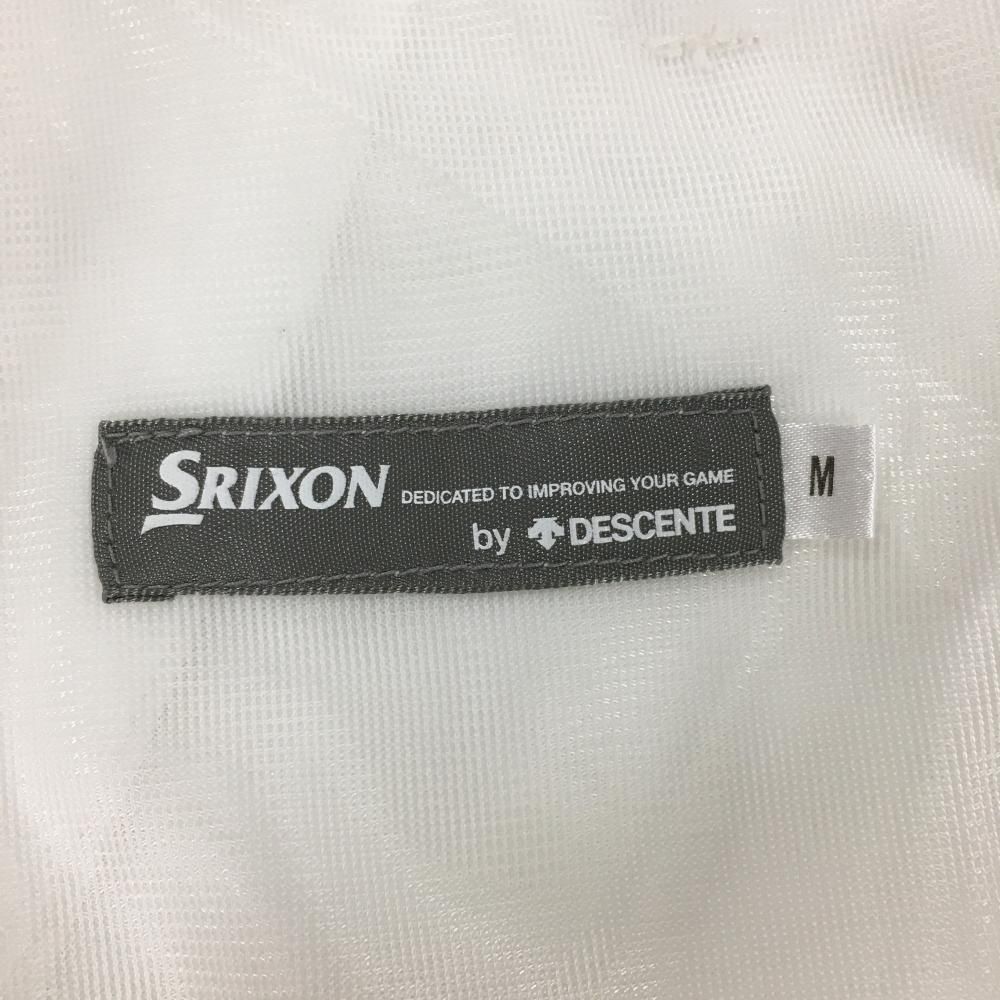 SRIXON DEDICATED TO IMPROVING YOUR GAME
by DESCENTE
M